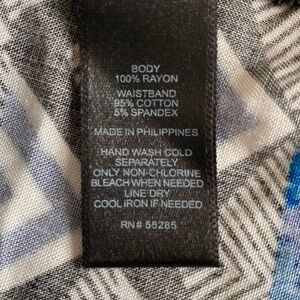 BODY
100% RAYON
WAISTBAND
95% COTTON
5% SPANDEX
MADE IN PHILIPPINES
HAND WASH COLD
SEPARATELY
ONLY NON-CHLORINE
BLEACH WHEN NEEDED
LINE DRY
COOL IRON IF NEEDED
RN# 55285